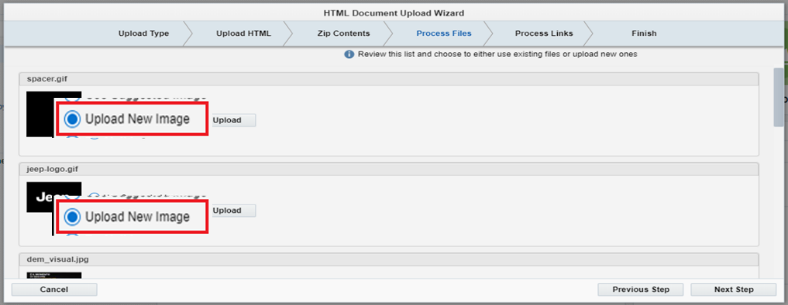 HTML Document Upload Wizard
Upload Type Upload HTML Zip Contents Process Files Process Links Finish
Review this list and choose to either use existing files or upload new ones
spacer.gif
Upload New Image Upload
jeep-logo.gif
Jeep
Upload New Image Upload
dem_visual.jpg
Cancel Previous Step Next Step